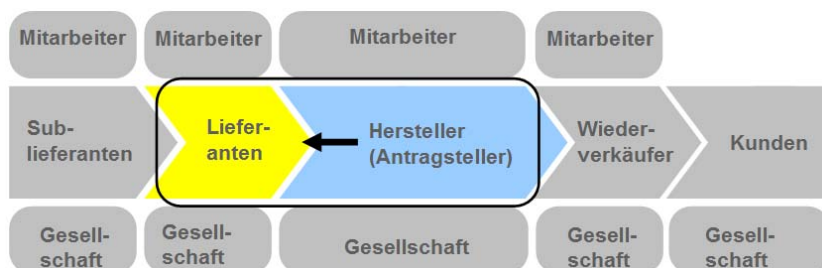 Mitarbeiter
Mitarbeiter
Mitarbeiter
Mitarbeiter
Sub-
lieferanten
Liefer-
anten
Hersteller
(Antragsteller)
Wieder-
verkäufer
Kunden
Gesell-
schaft
Gesell-
schaft
Gesellschaft
Gesell-
schaft
Gesell-
schaft